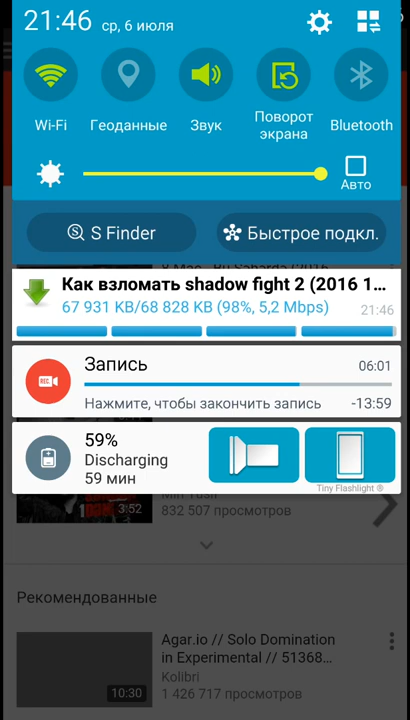 21:46 ср, 6 июля
Wi-Fi
Геоданные
Звук
Поворот
экрана
Bluetooth
Авто
S Finder
Быстрое подкл.
Как взломать shadow fight 2 (2016 1...
67 931 KB/68 828 KB (98%, 5,2 Mbps)
21:46
Запись
06:01
REC.
Нажмите, чтобы закончить запись
-13:59
59%
Discharging
59 мин
Tiny Flashlight ®
3:52
832 507 просмотров
Рекомендованные
Agar.io // Solo Domination
in Experimental // 51368...
Kolibri
1 426 717 просмотров
10:30